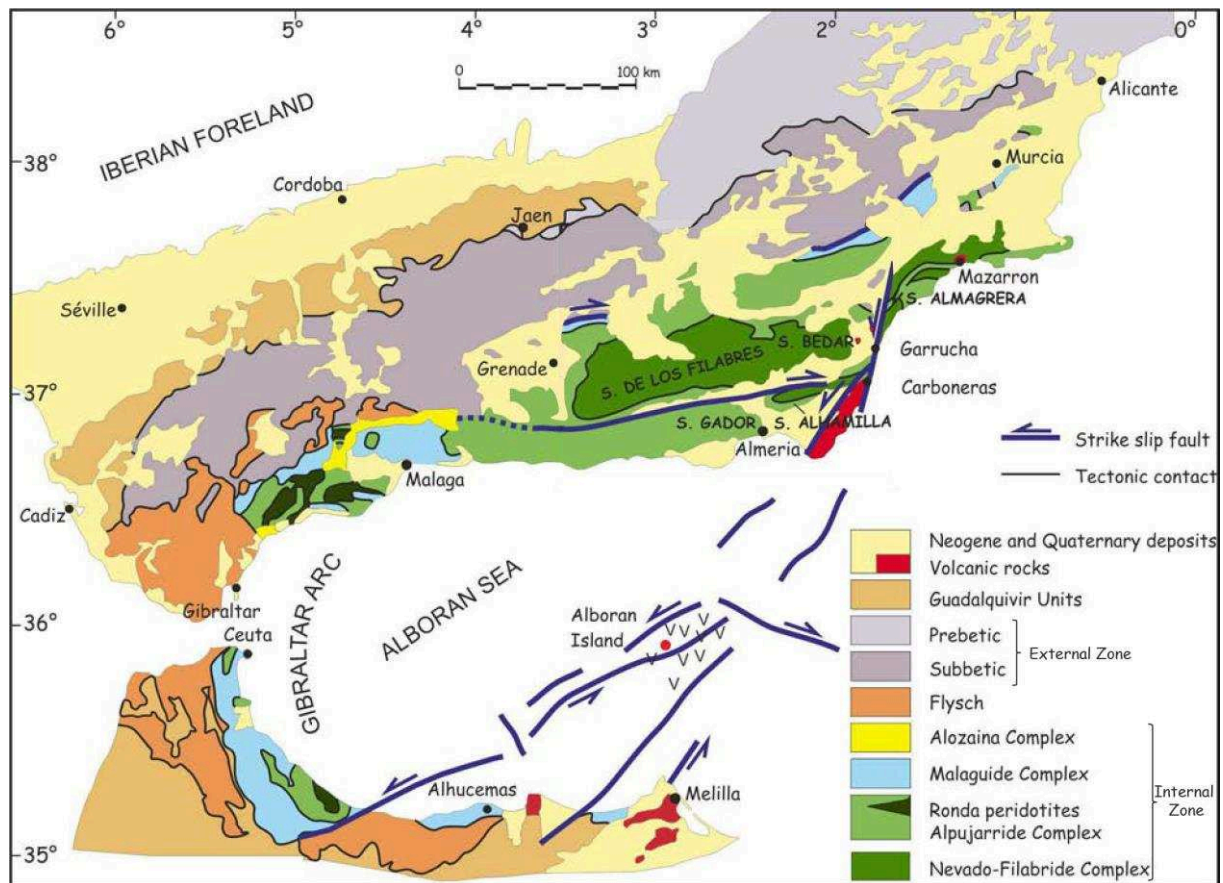 6°
5°
4°
3°
2°
0°
0
100 km
Alicante
IBERIAN FORELAND
38°
Murcia
Cordoba
Jaen
Mazarron
S. ALMAGRERA
Séville
S. BEDAR
Garrucha
Grenade
S. DE LOS FILABRES
37°
Carboneras
S. GADOR
S. ALHAMILLA
Almeria
Strike slip fault
Malaga
Tectonic contact
Cadiz
Neogene and Quaternary deposits
Volcanic rocks
GIBRALTAR ARC
ALBORAN SEA
Gibraltar
Alboran
Island
Guadalquivir Units
36°
Ceuta
Prebetic
External Zone
Subbetic
V V V
V V V
V V V
V
Flysch
Alozaina Complex
Alhucemas
Melilla
Malaguide Complex
Internal
Zone
Ronda peridotites
Alpujarride Complex
35°
Nevado-Filabride Complex